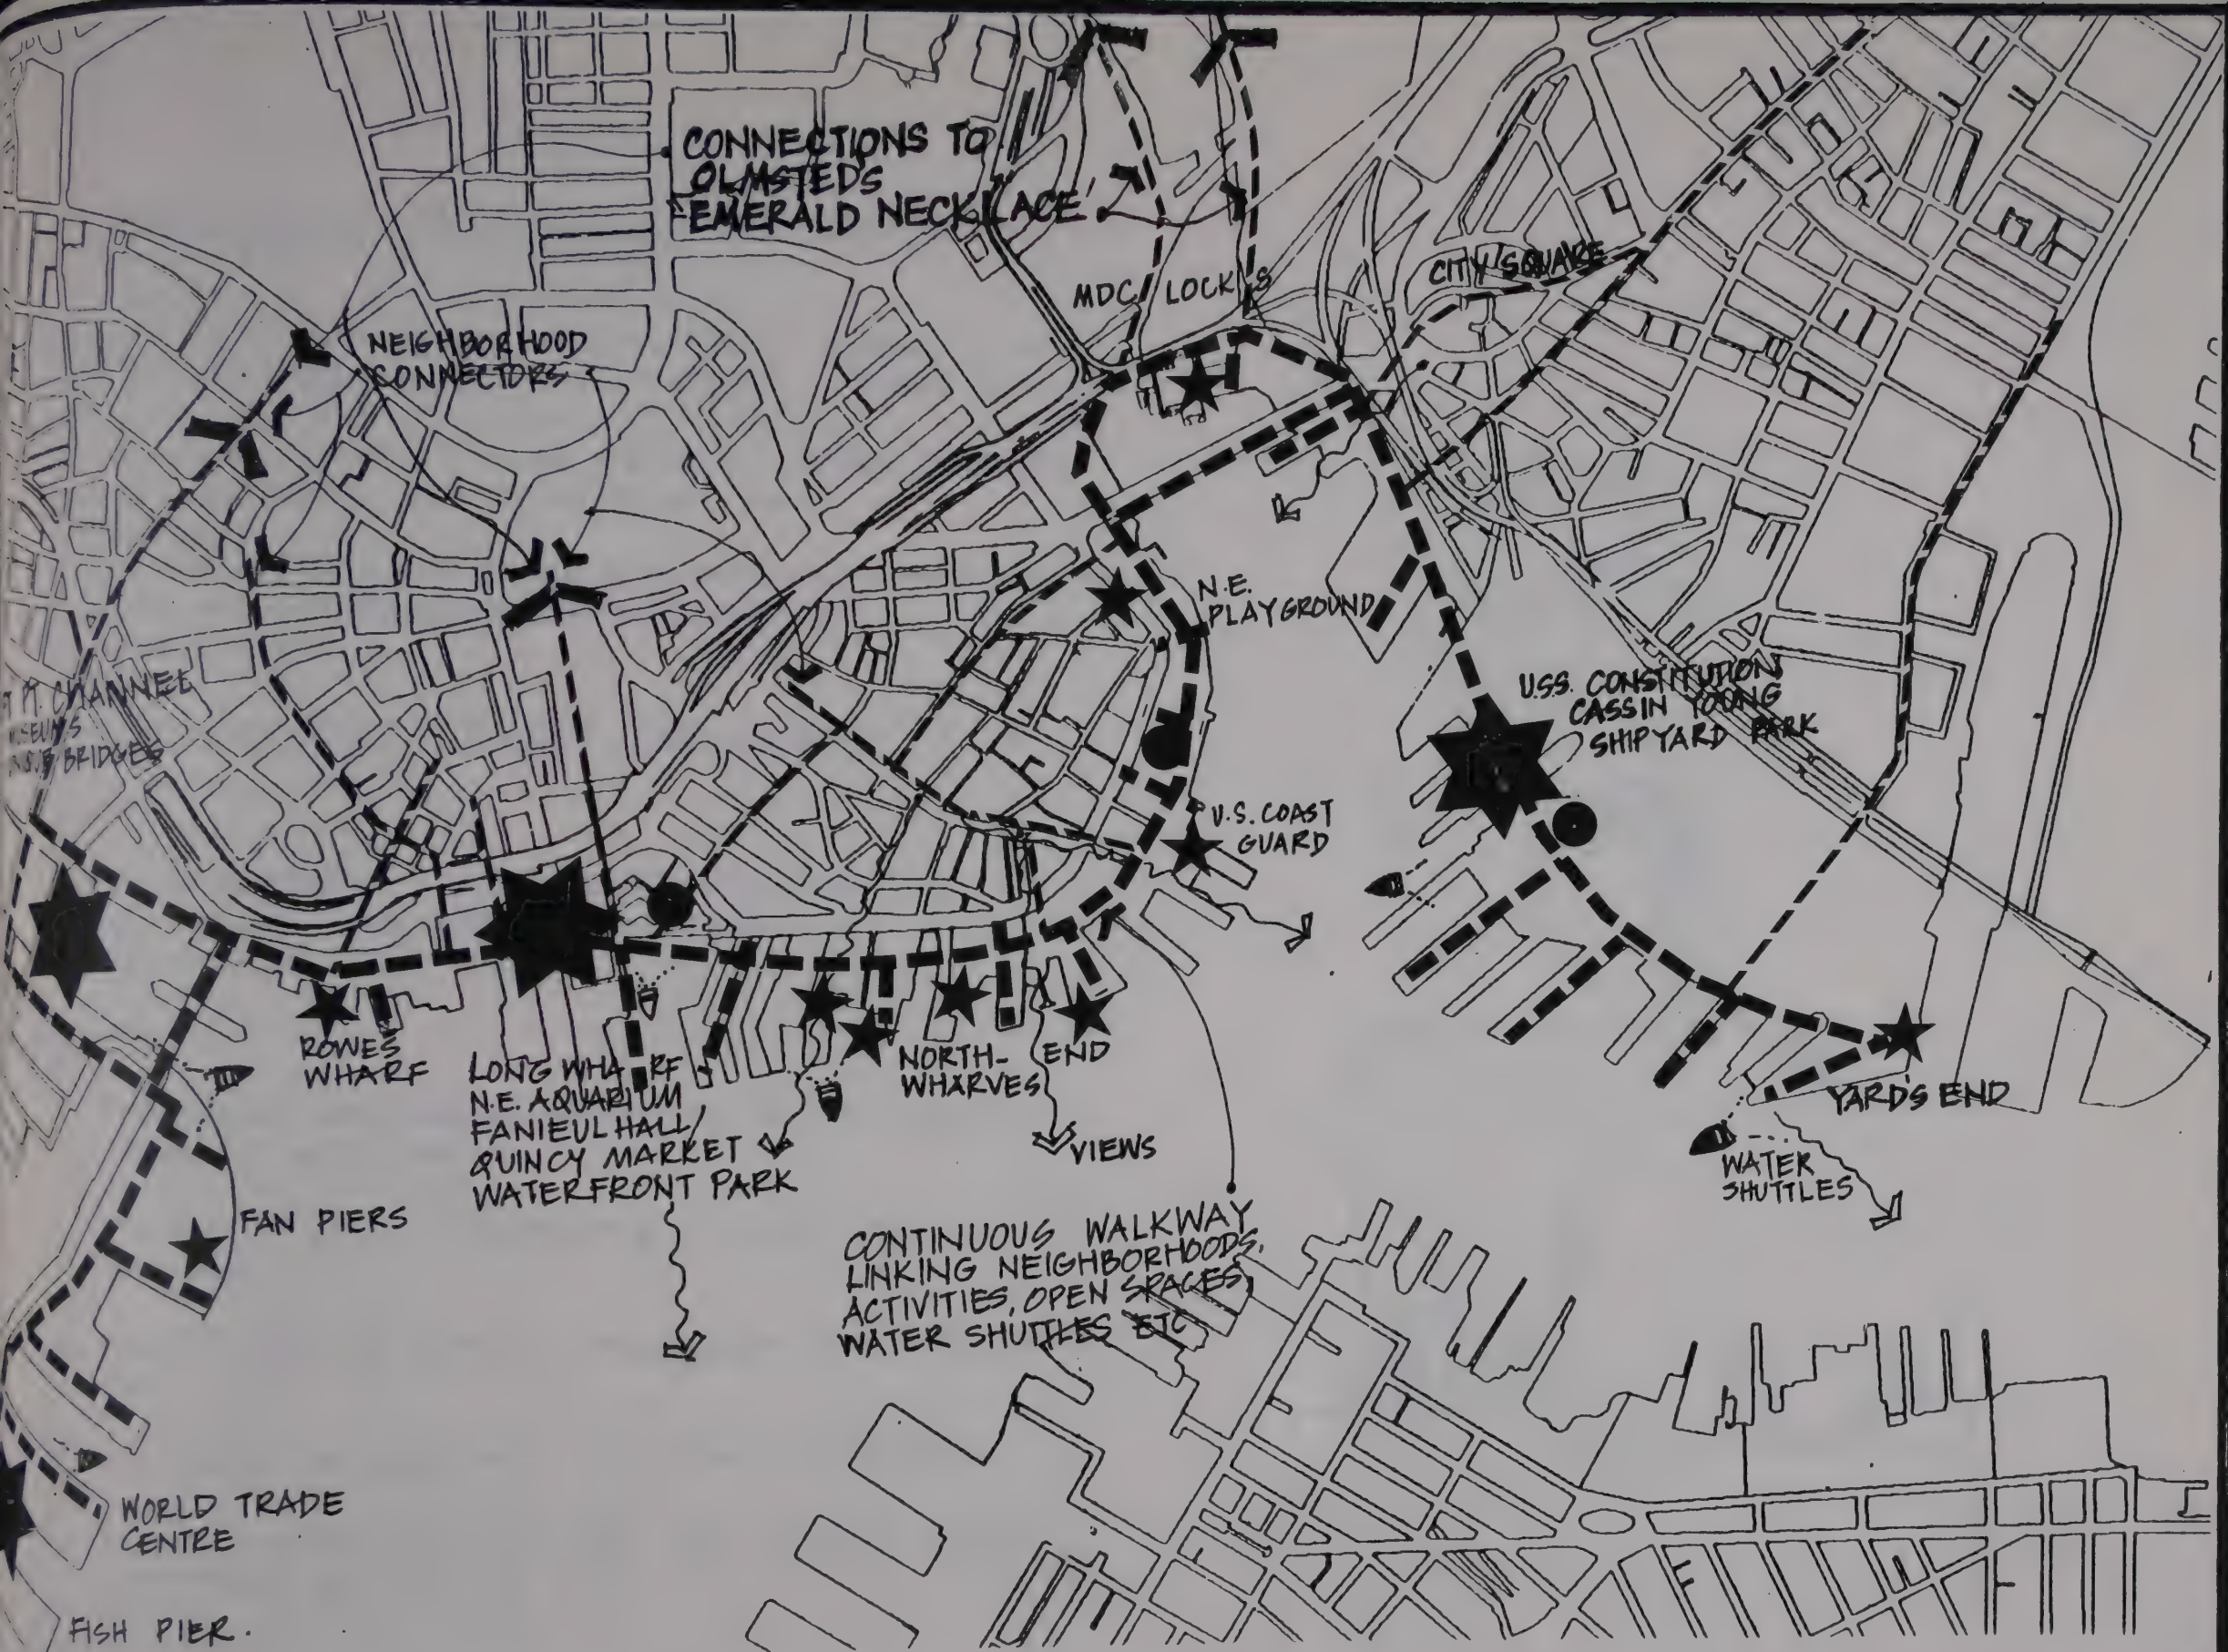 CONNECTIONS TO
OLMSTEDS
'EMERALD NECKLACE'
MDC LOCKS
CITY SQUARE
NEIGHBORHOOD
CONNECTORS
N.E.
PLAYGROUND
PT. CHANNEL
BRIDGES
U.S.S. CONSTITUTION
CASSIN YOUNG
SHIPYARD PARK
U.S. COAST
GUARD
ROWES
WHARF
LONG WHARF
N.E. AQUARIUM
FANIEUL HALL/
QUINCY MARKET
WATERFRONT PARK
NORTH- END
WHARVES
VIEWS
YARD'S END
WATER
SHUTTLES
FAN PIERS
CONTINUOUS WALKWAY
LINKING NEIGHBORHOODS,
ACTIVITIES, OPEN SPACES,
WATER SHUTTLES ETC
WORLD TRADE
CENTRE
FISH PIER.